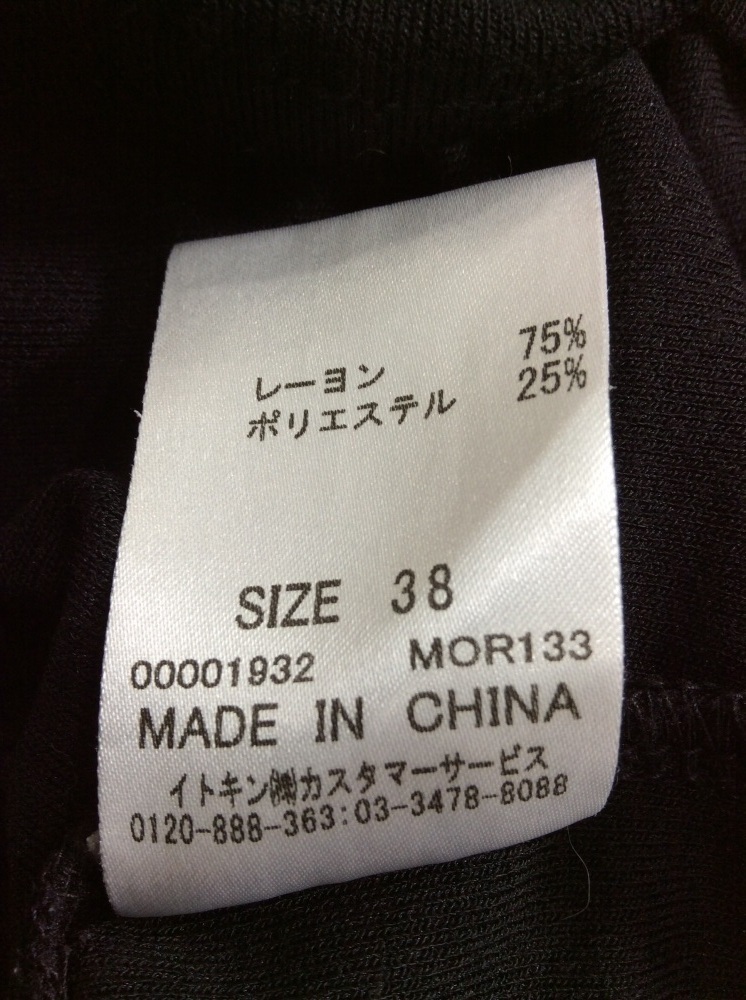 レーヨン 75%
ポリエステル 25%
SIZE 38
00001932 MOR133
MADE IN CHINA
イトキン㈱カスタマーサービス
0120-888-363:03-3478-8088